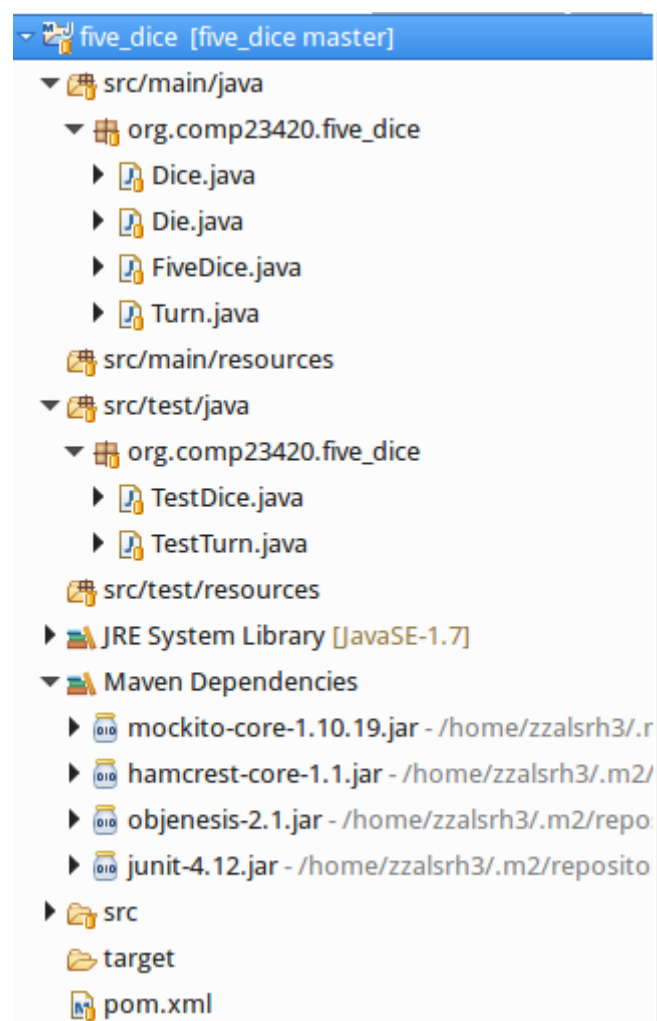 five_dice [five_dice master]
src/main/java
org.comp23420.five_dice
Dice.java
Die.java
FiveDice.java
Turn.java
src/main/resources
src/test/java
org.comp23420.five_dice
TestDice.java
TestTurn.java
src/test/resources
JRE System Library [JavaSE-1.7]
Maven Dependencies
mockito-core-1.10.19.jar - /home/zzalsrh3/.r
hamcrest-core-1.1.jar - /home/zzalsrh3/.m2/
objenesis-2.1.jar - /home/zzalsrh3/.m2/repo
junit-4.12.jar - /home/zzalsrh3/.m2/reposito
src
target
pom.xml